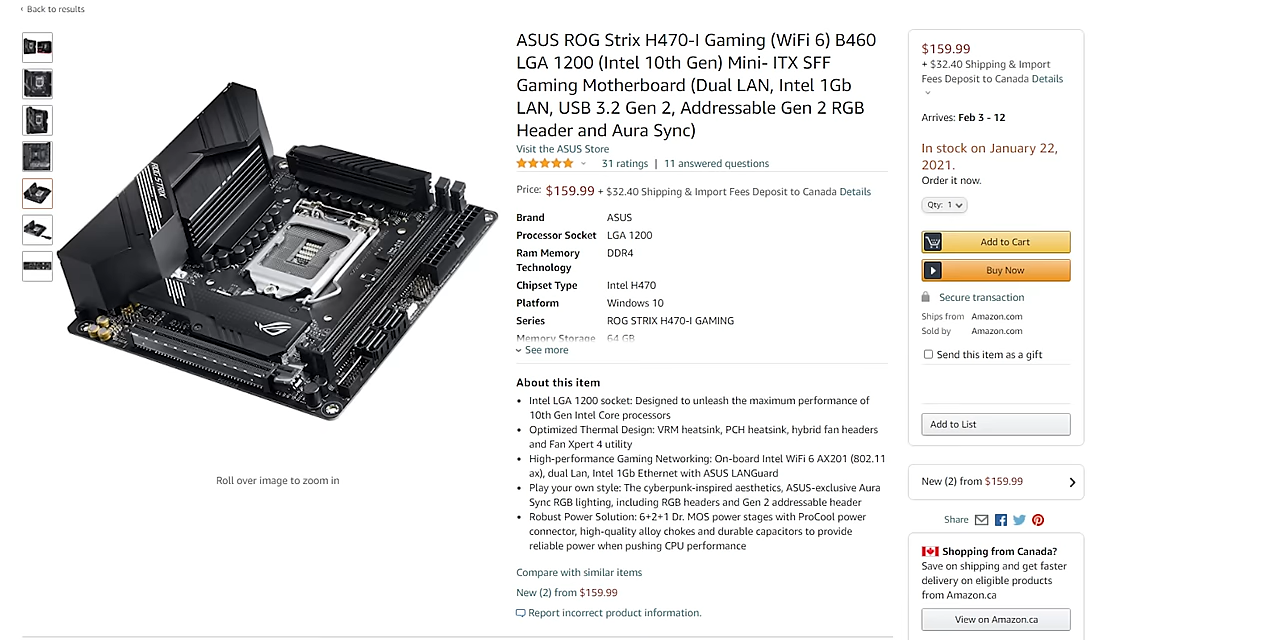 ‹ Back to results
ASUS ROG Strix H470-I Gaming (WiFi 6) B460
LGA 1200 (Intel 10th Gen) Mini- ITX SFF
Gaming Motherboard (Dual LAN, Intel 1Gb
LAN, USB 3.2 Gen 2, Addressable Gen 2 RGB
Header and Aura Sync)
Visit the ASUS Store
31 ratings | 11 answered questions
Price: $159.99 + $32.40 Shipping & Import Fees Deposit to Canada Details
Brand ASUS
Processor Socket LGA 1200
Ram Memory DDR4
Technology
Chipset Type Intel H470
Platform Windows 10
Series ROG STRIX H470-I GAMING
Memory Storage 64 GB
See more
About this item
• Intel LGA 1200 socket: Designed to unleash the maximum performance of
10th Gen Intel Core processors
• Optimized Thermal Design: VRM heatsink, PCH heatsink, hybrid fan headers
and Fan Xpert 4 utility
• High-performance Gaming Networking: On-board Intel WiFi 6 AX201 (802.11
ax), dual Lan, Intel 1Gb Ethernet with ASUS LANGuard
• Play your own style: The cyberpunk-inspired aesthetics, ASUS-exclusive Aura
Sync RGB lighting, including RGB headers and Gen 2 addressable header
• Robust Power Solution: 6+2+1 Dr. MOS power stages with ProCool power
connector, high-quality alloy chokes and durable capacitors to provide
reliable power when pushing CPU performance
Compare with similar items
New (2) from $159.99
Report incorrect product information.
ROG STRIX
Roll over image to zoom in
$159.99
+ $32.40 Shipping & Import
Fees Deposit to Canada Details
Arrives: Feb 3 - 12
In stock on January 22,
2021.
Order it now.
Qty: 1
Add to Cart
Buy Now
Secure transaction
Ships from Amazon.com
Sold by Amazon.com
Send this item as a gift
Add to List
New (2) from $159.99
Share
Shopping from Canada?
Save on shipping and get faster
delivery on eligible products
from Amazon.ca
View on Amazon.ca